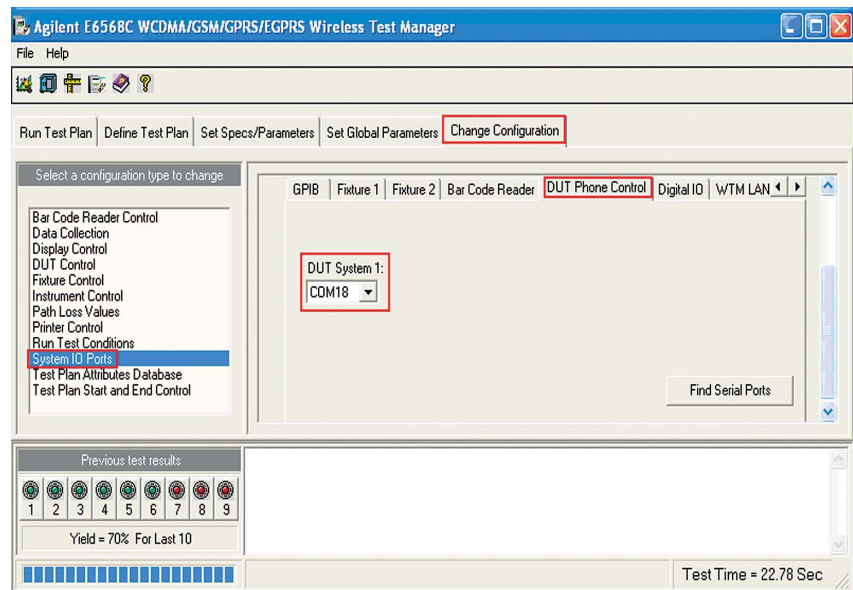 Agilent E6568C WCDMA/GSM/GPRS/EGPRS Wireless Test Manager
File Help
Run Test Plan Define Test Plan Set Specs/Parameters Set Global Parameters Change Configuration
Select a configuration type to change
Bar Code Reader Control
Data Collection
Display Control
DUT Control
Fixture Control
Instrument Control
Path Loss Values
Printer Control
Run Test Conditions
System IO Ports
Test Plan Attributes Database
Test Plan Start and End Control
GPIB Fixture 1 Fixture 2 Bar Code Reader DUT Phone Control Digital IO WTM LAN
DUT System 1:
COM18
Find Serial Ports
Previous test results
1 2 3 4 5 6 7 8 9
Yield = 70% For Last 10
Test Time = 22.78 Sec